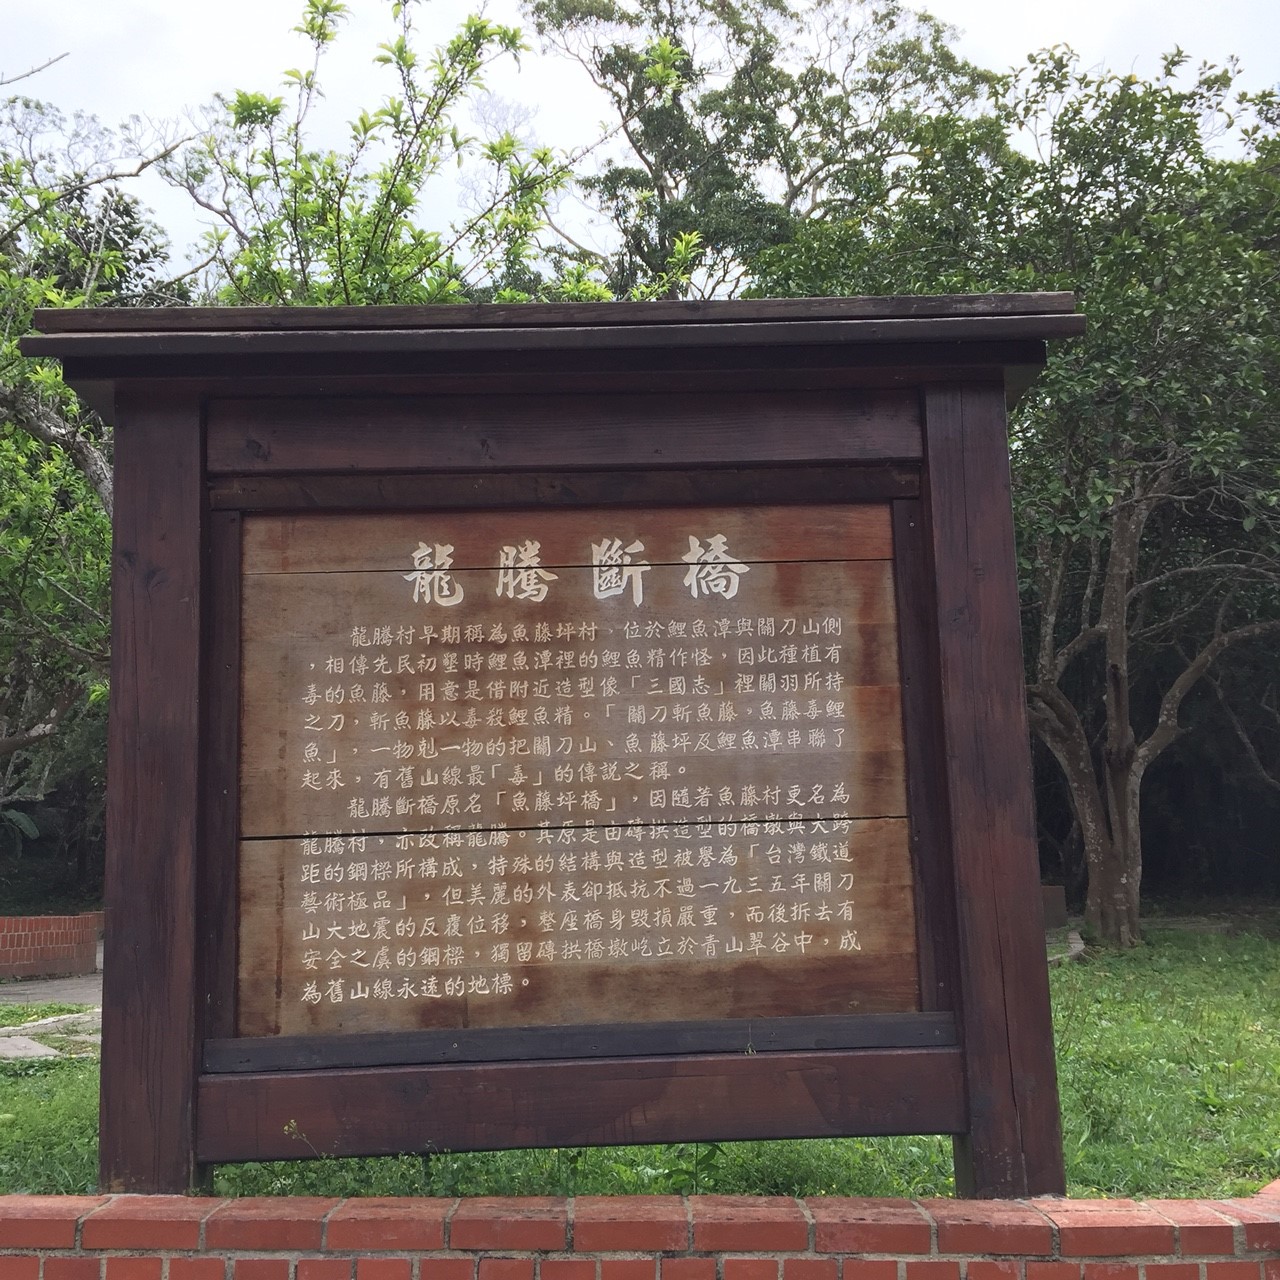 龍騰斷橋
龍騰村早期稱為魚藤坪村，位於鯉魚潭與關刀山側
，相傳先民初墾時鯉魚潭裡的鯉魚精作怪，因此種植有
毒的魚藤，用意是借附近造型像「三國志」裡關羽所持
之刀，斬魚藤以毒殺鯉魚精。「關刀斬魚藤，魚藤毒鯉
魚」，一物剋一物的把關刀山、魚藤坪及鯉魚潭串聯了
起來，有舊山線最「毒」的傳說之稱。
龍騰斷橋原名「魚藤坪橋」，因隨著魚藤村更名為
龍騰村，亦改稱龍騰。其原是由磚拱造型的橋墩與大跨
距的鋼樑所構成，特殊的結構與造型被譽為「台灣鐵道
藝術極品」，但美麗的外表卻抵抗不過一九三五年關刀
山大地震的反覆位移，整座橋身毀損嚴重，而後拆去有
安全之虞的鋼樑，獨留磚拱橋墩屹立於青山翠谷中，成
為舊山線永遠的地標。